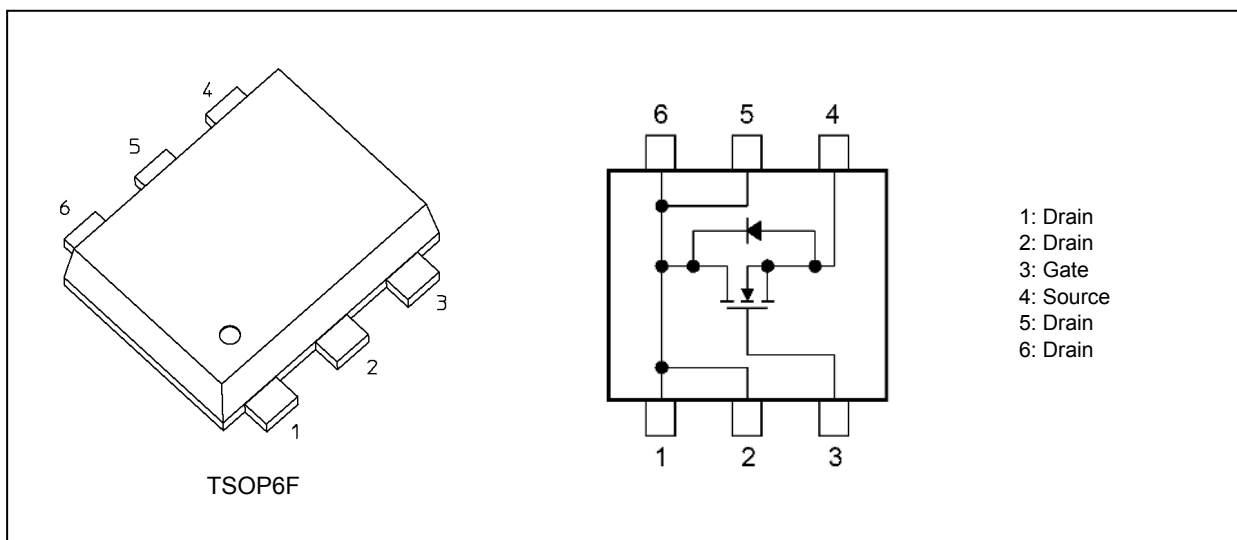 4
5
6
3
2
1
TSOP6F
6 5 4
1 2 3
1: Drain
2: Drain
3: Gate
4: Source
5: Drain
6: Drain